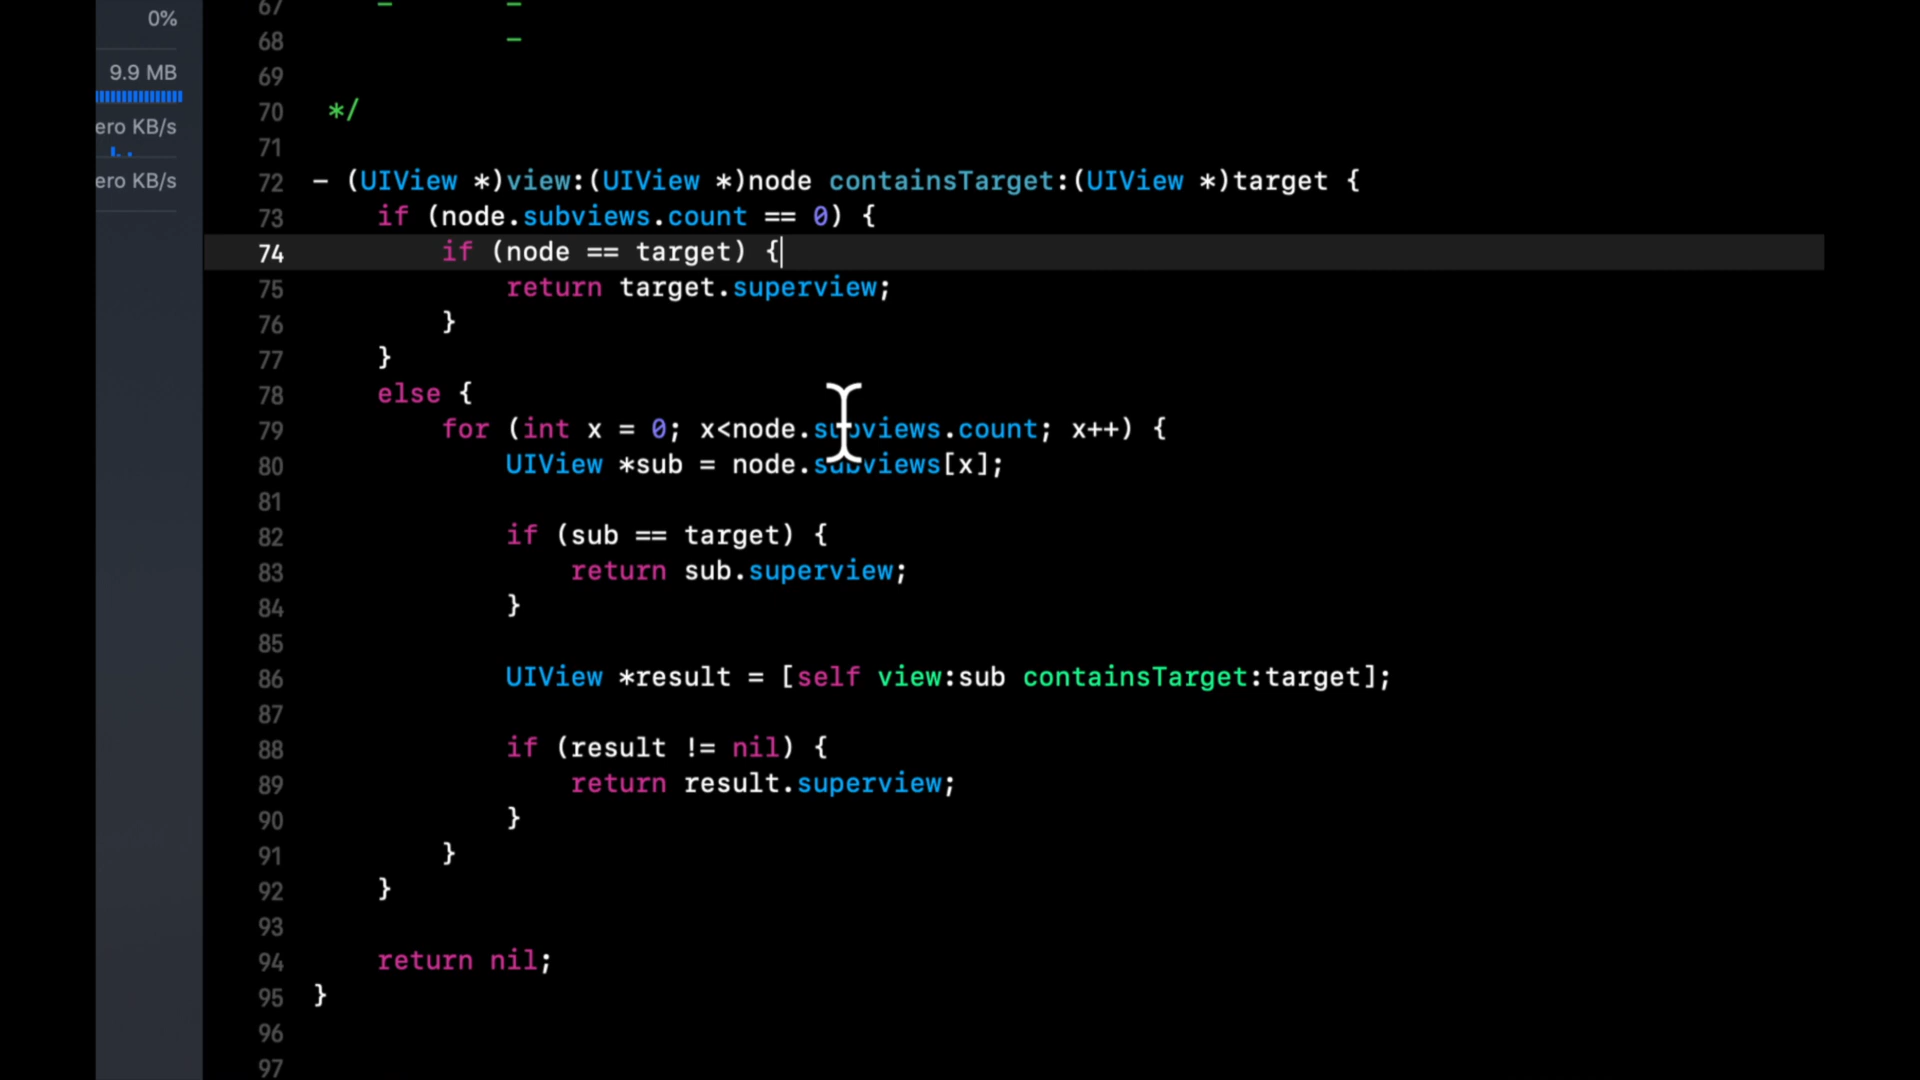 0%
9.9 MB
ero KB/s
ero KB/s
67
68
69
70 */
71
72 - (UIView *)view:(UIView *)node containsTarget:(UIView *)target {
73 if (node.subviews.count == 0) {
74 if (node == target) {
75 return target.superview;
76 }
77 }
78 else {
79 for (int x = 0; x<node.subviews.count; x++) {
80 UIView *sub = node.subviews[x];
81
82 if (sub == target) {
83 return sub.superview;
84 }
85
86 UIView *result = [self view:sub containsTarget:target];
87
88 if (result != nil) {
89 return result.superview;
90 }
91 }
92 }
93
94 return nil;
95 }
96
97